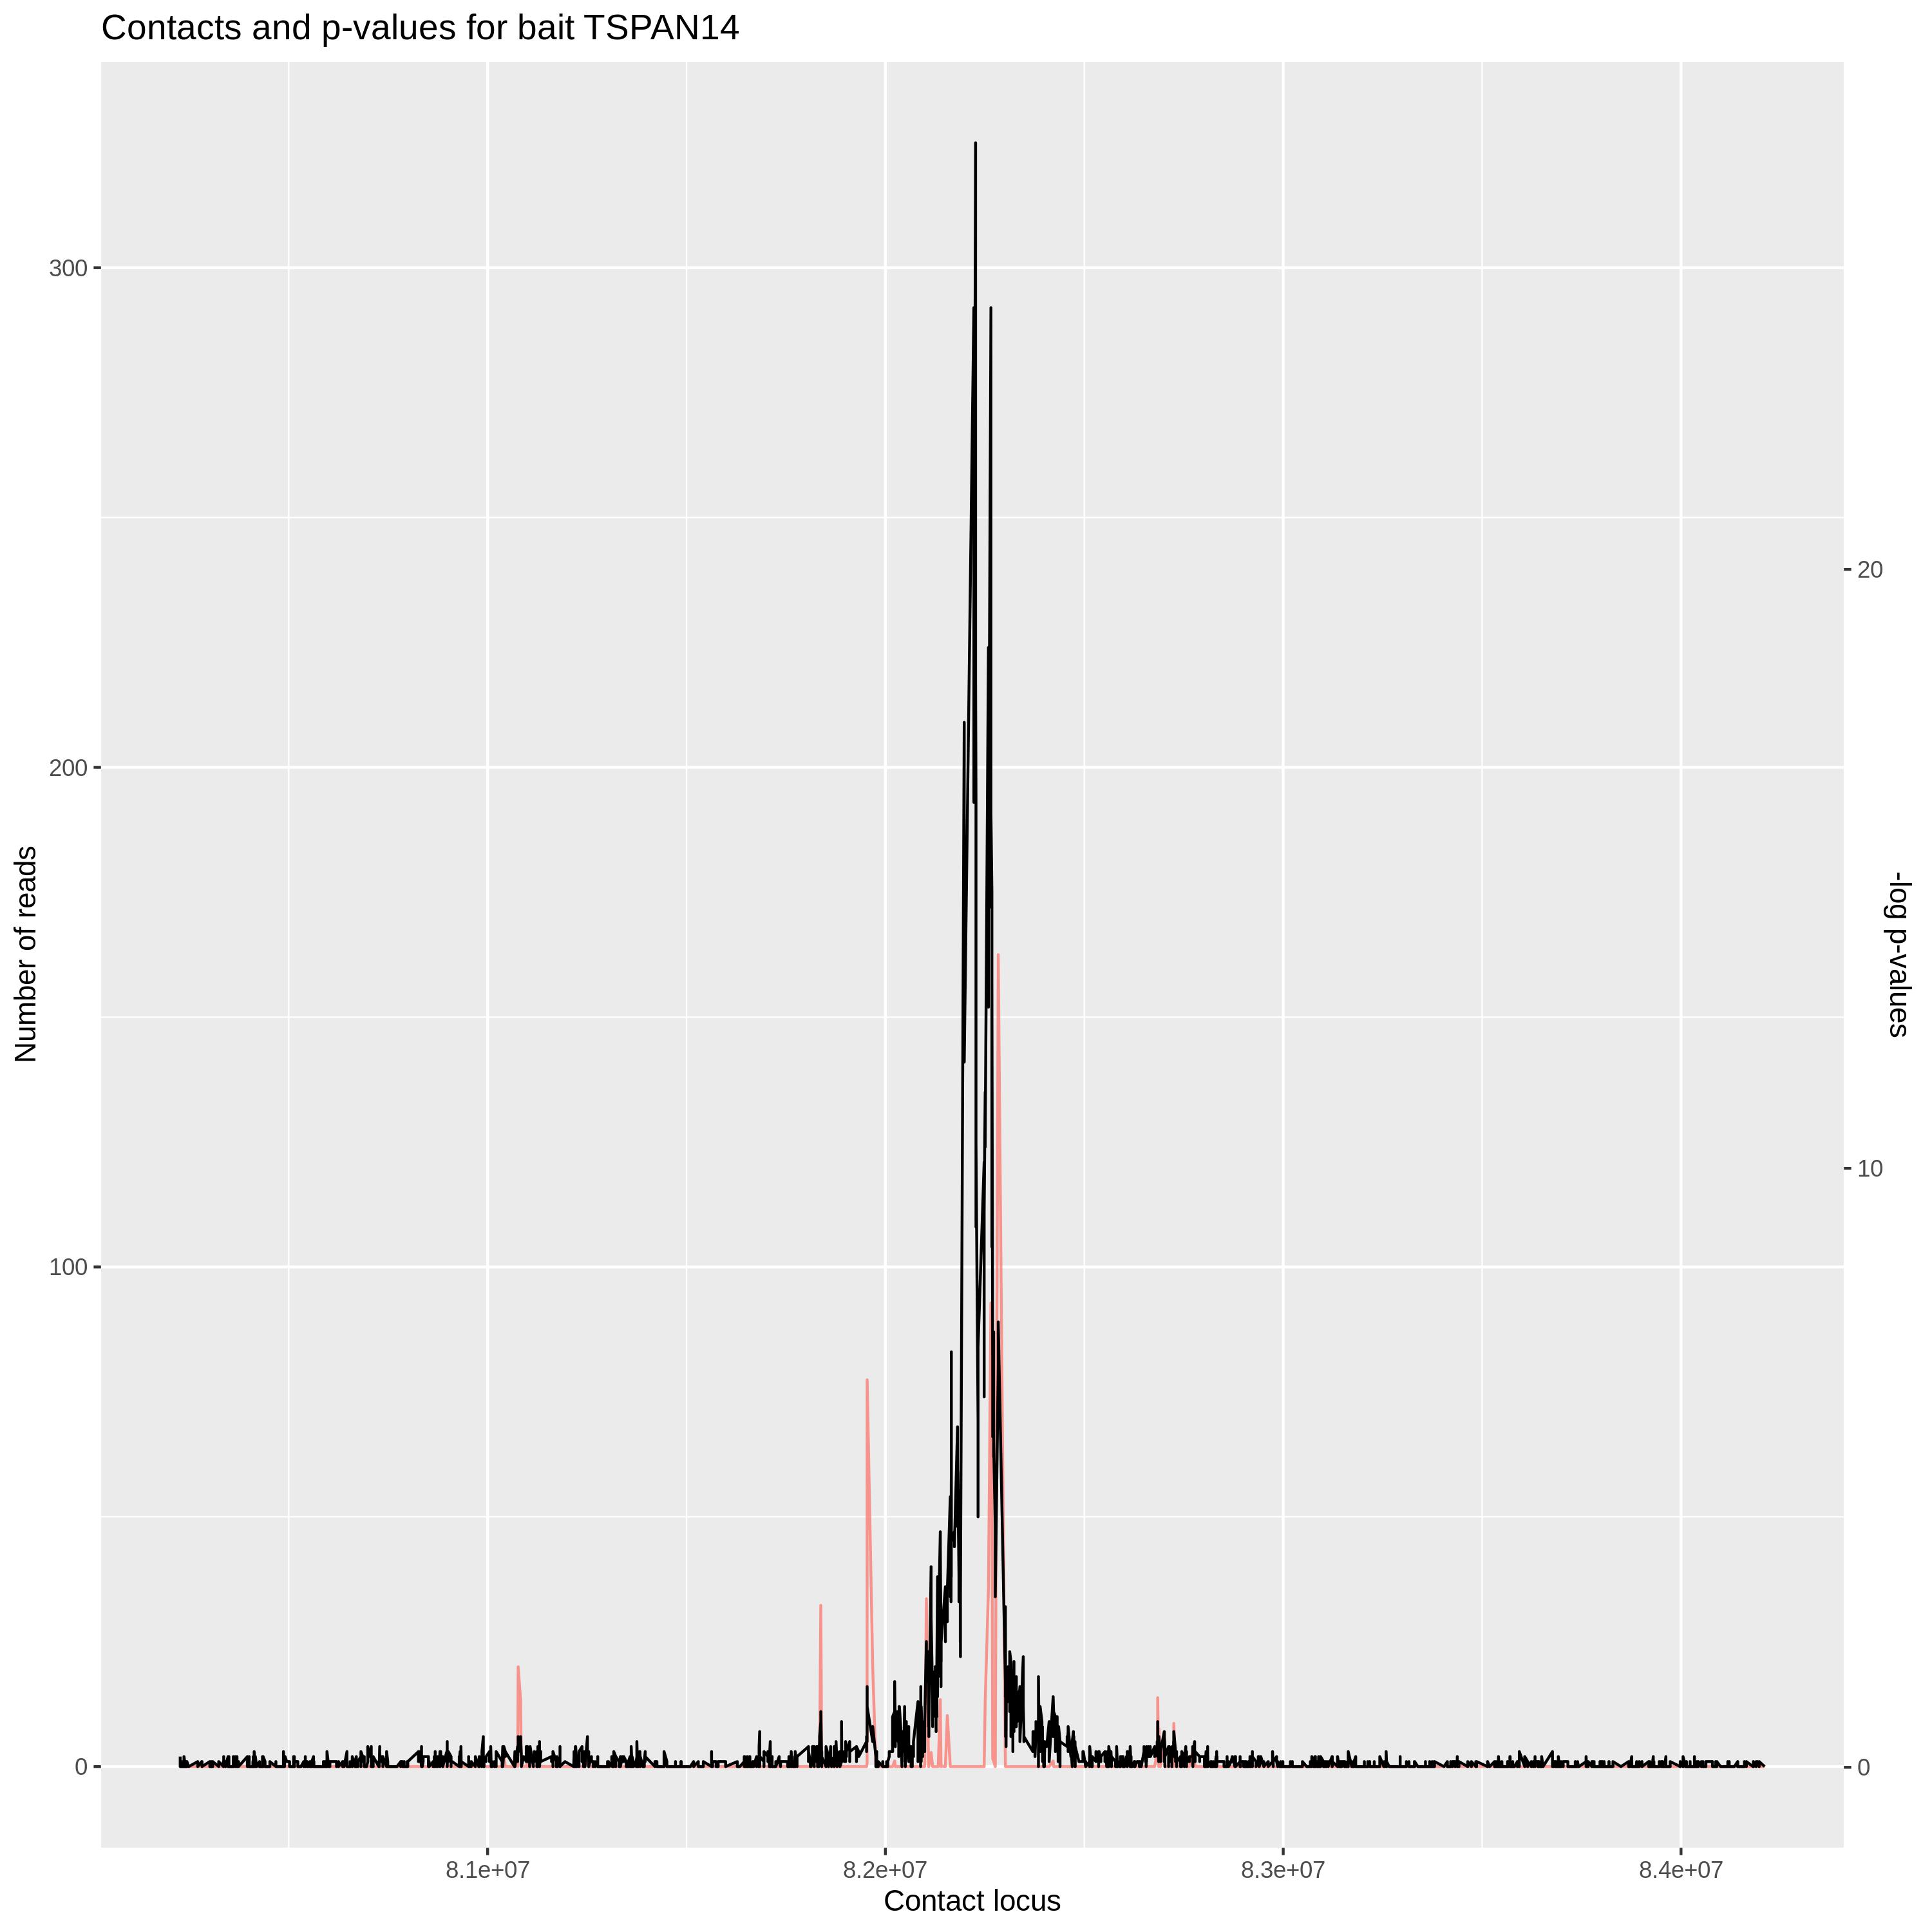 Contacts and p-values for bait TSPAN14
300
200
100
0
Number of reads
20
10
0
-log p-values
8.1e+07
8.2e+07
8.3e+07
8.4e+07
Contact locus